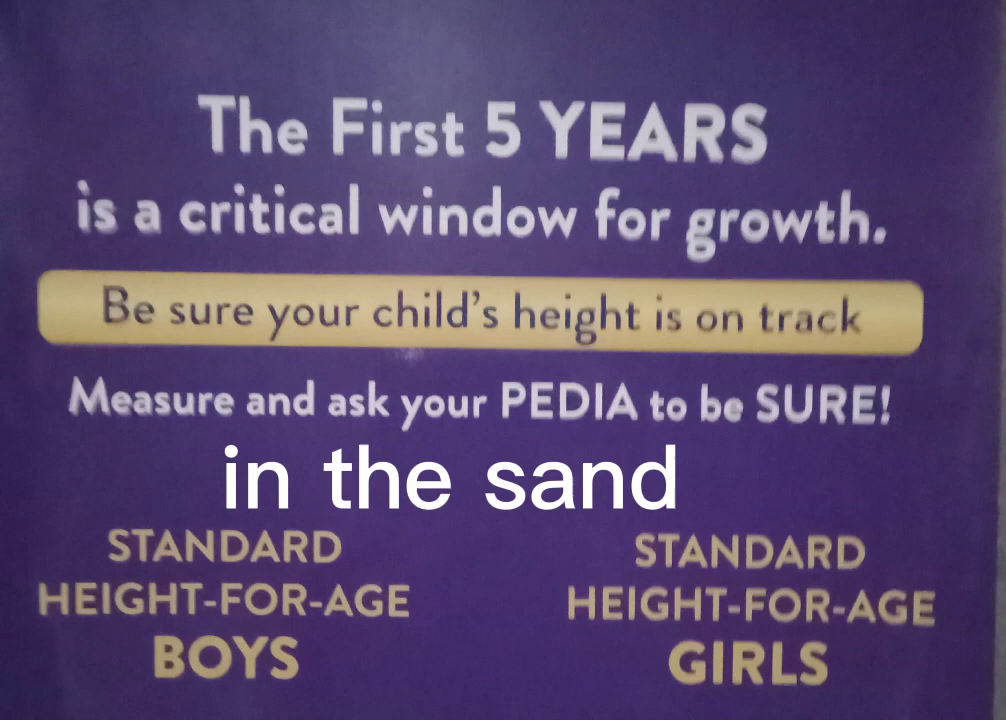 The First 5 YEARS
is a critical window for growth.
Be sure your child's height is on track
Measure and ask your PEDIA to be SURE!
in the sand
STANDARD
HEIGHT-FOR-AGE
BOYS
STANDARD
HEIGHT-FOR-AGE
GIRLS